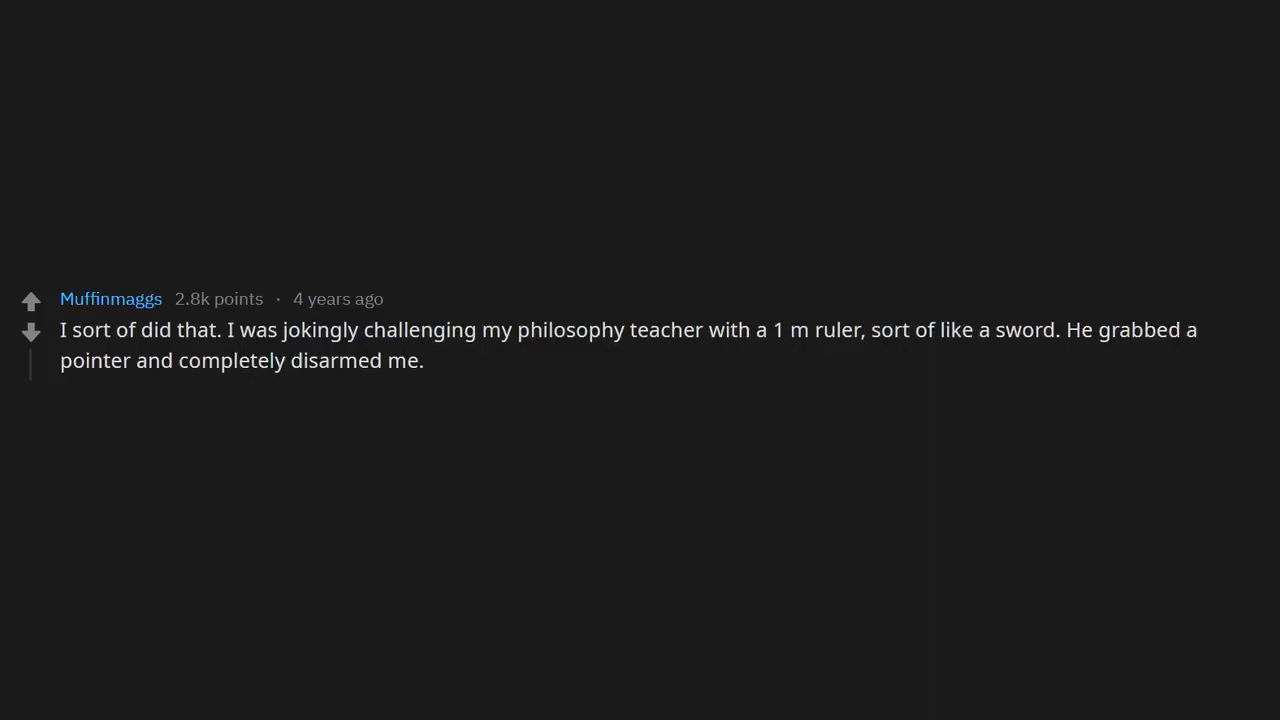 Muffinmaggs 2.8k points · 4 years ago
I sort of did that. I was jokingly challenging my philosophy teacher with a 1 m ruler, sort of like a sword. He grabbed a
pointer and completely disarmed me.